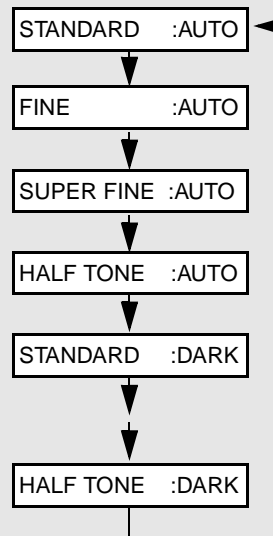 STANDARD :AUTO
FINE :AUTO
SUPER FINE :AUTO
HALF TONE :AUTO
STANDARD :DARK
HALF TONE :DARK